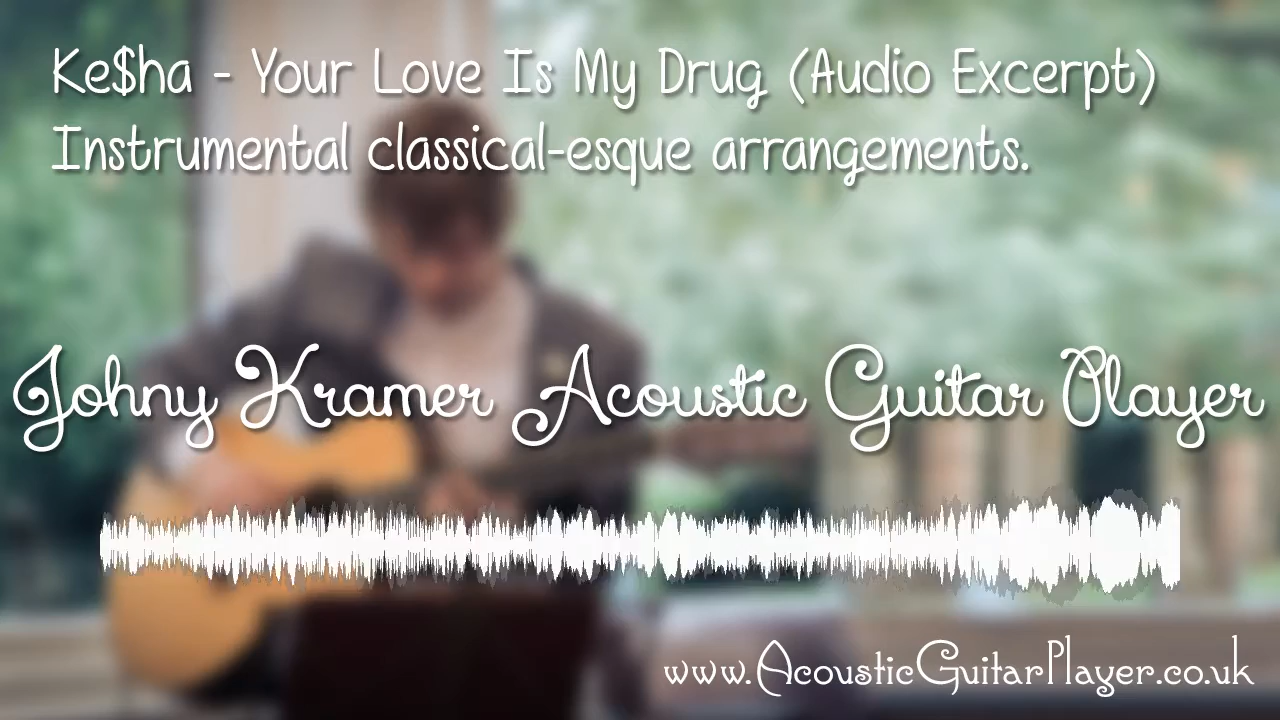 Ke$ha - Your Love Is My Drug (Audio Excerpt)
Instrumental classical-esque arrangements.
Johny Kramer Acoustic Guitar Player
www.AcousticGuitarPlayer.co.uk